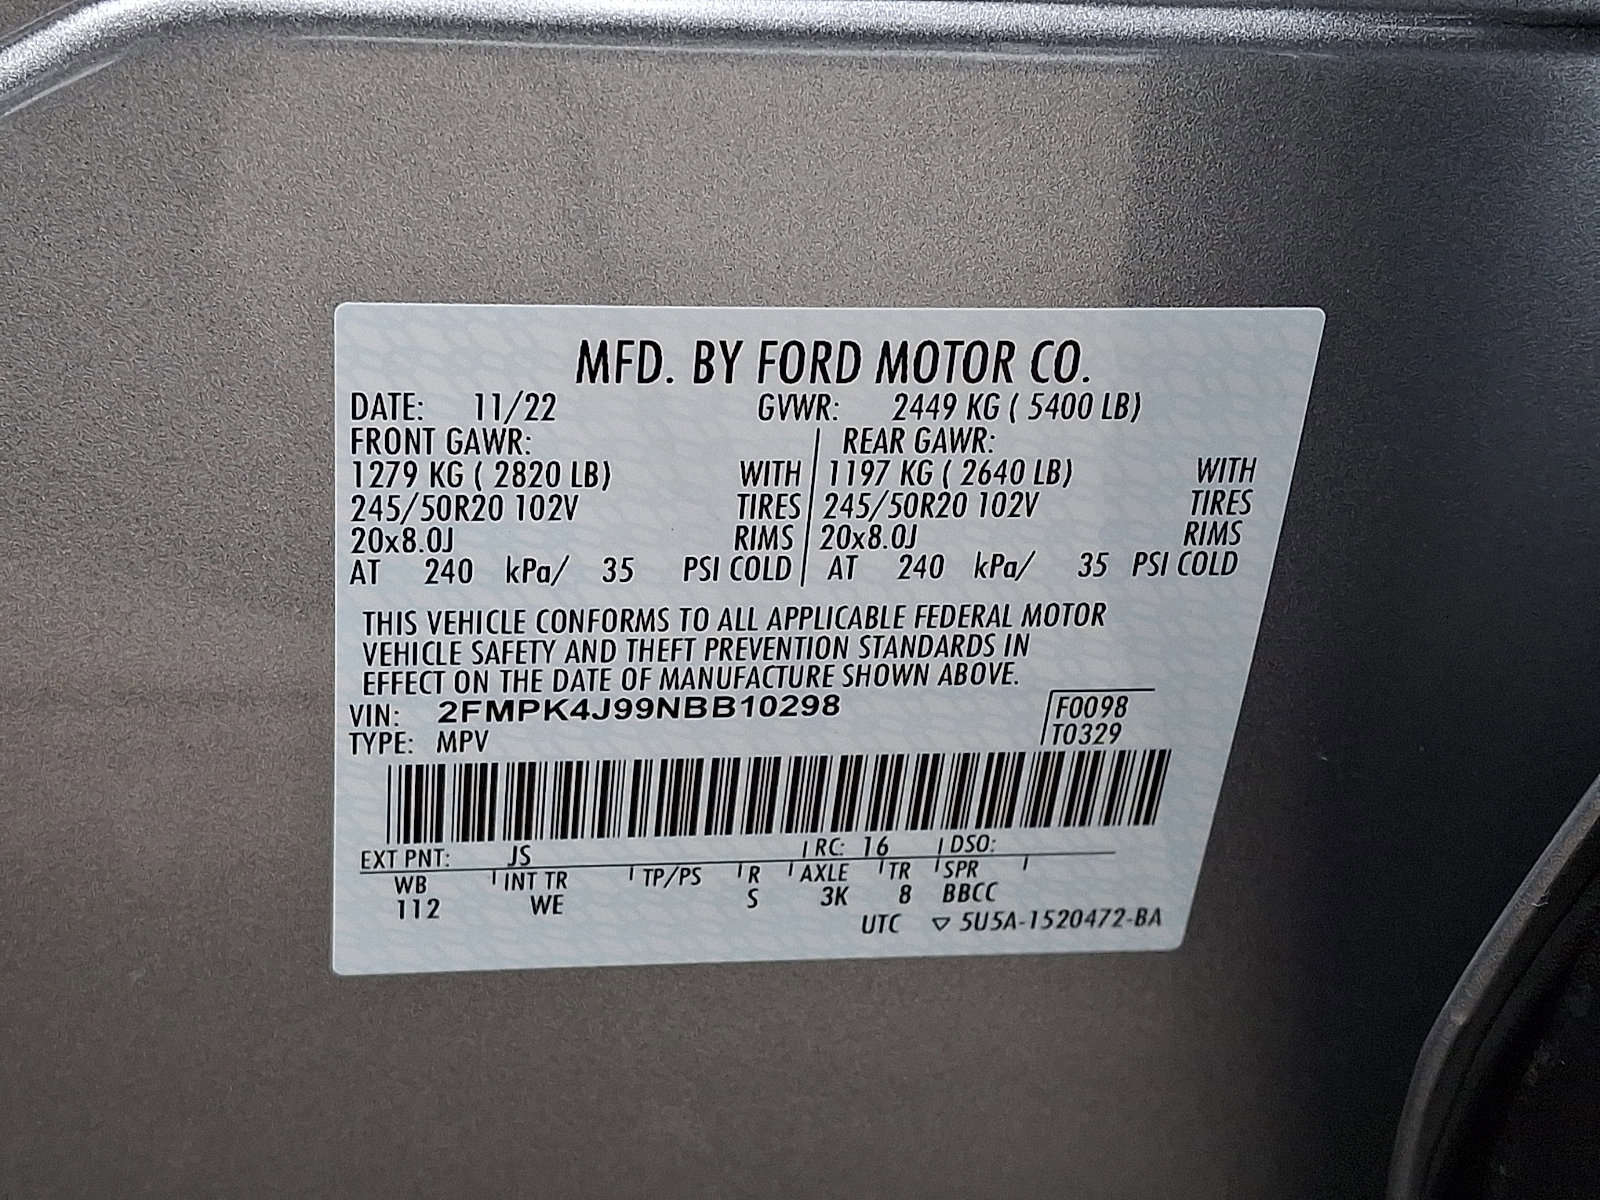 MFD. BY FORD MOTOR CO.
DATE: 11/22 GVWR: 2449 KG ( 5400 LB)
FRONT GAWR: REAR GAWR:
1279 KG ( 2820 LB) WITH 1197 KG ( 2640 LB) WITH
245/50R20 102V TIRES 245/50R20 102V TIRES
20x8.0J RIMS 20x8.0J RIMS
AT 240 kPa/ 35 PSI COLD AT 240 kPa/ 35 PSI COLD
THIS VEHICLE CONFORMS TO ALL APPLICABLE FEDERAL MOTOR
VEHICLE SAFETY AND THEFT PREVENTION STANDARDS IN
EFFECT ON THE DATE OF MANUFACTURE SHOWN ABOVE.
VIN: 2FMPK4J99NBB10298 F0098
TYPE: MPV T0329
EXT PNT: JS RC: 16 DSO:
WB INT TR TP/PS R AXLE TR SPR
112 WE S 3K 8 BBCC
UTC ▽ 5U5A-1520472-BA